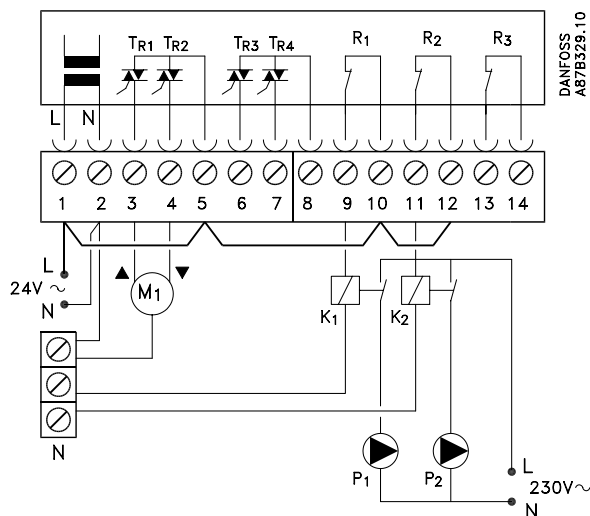 TR1 TR2 TR3 TR4 R1 R2 R3
DANFOSS
A87B329.10
L N
1 2 3 4 5 6 7 8 9 10 11 12 13 14
L
24V ~
N
M1
K1 K2
N
P1 P2
L
230V~
N